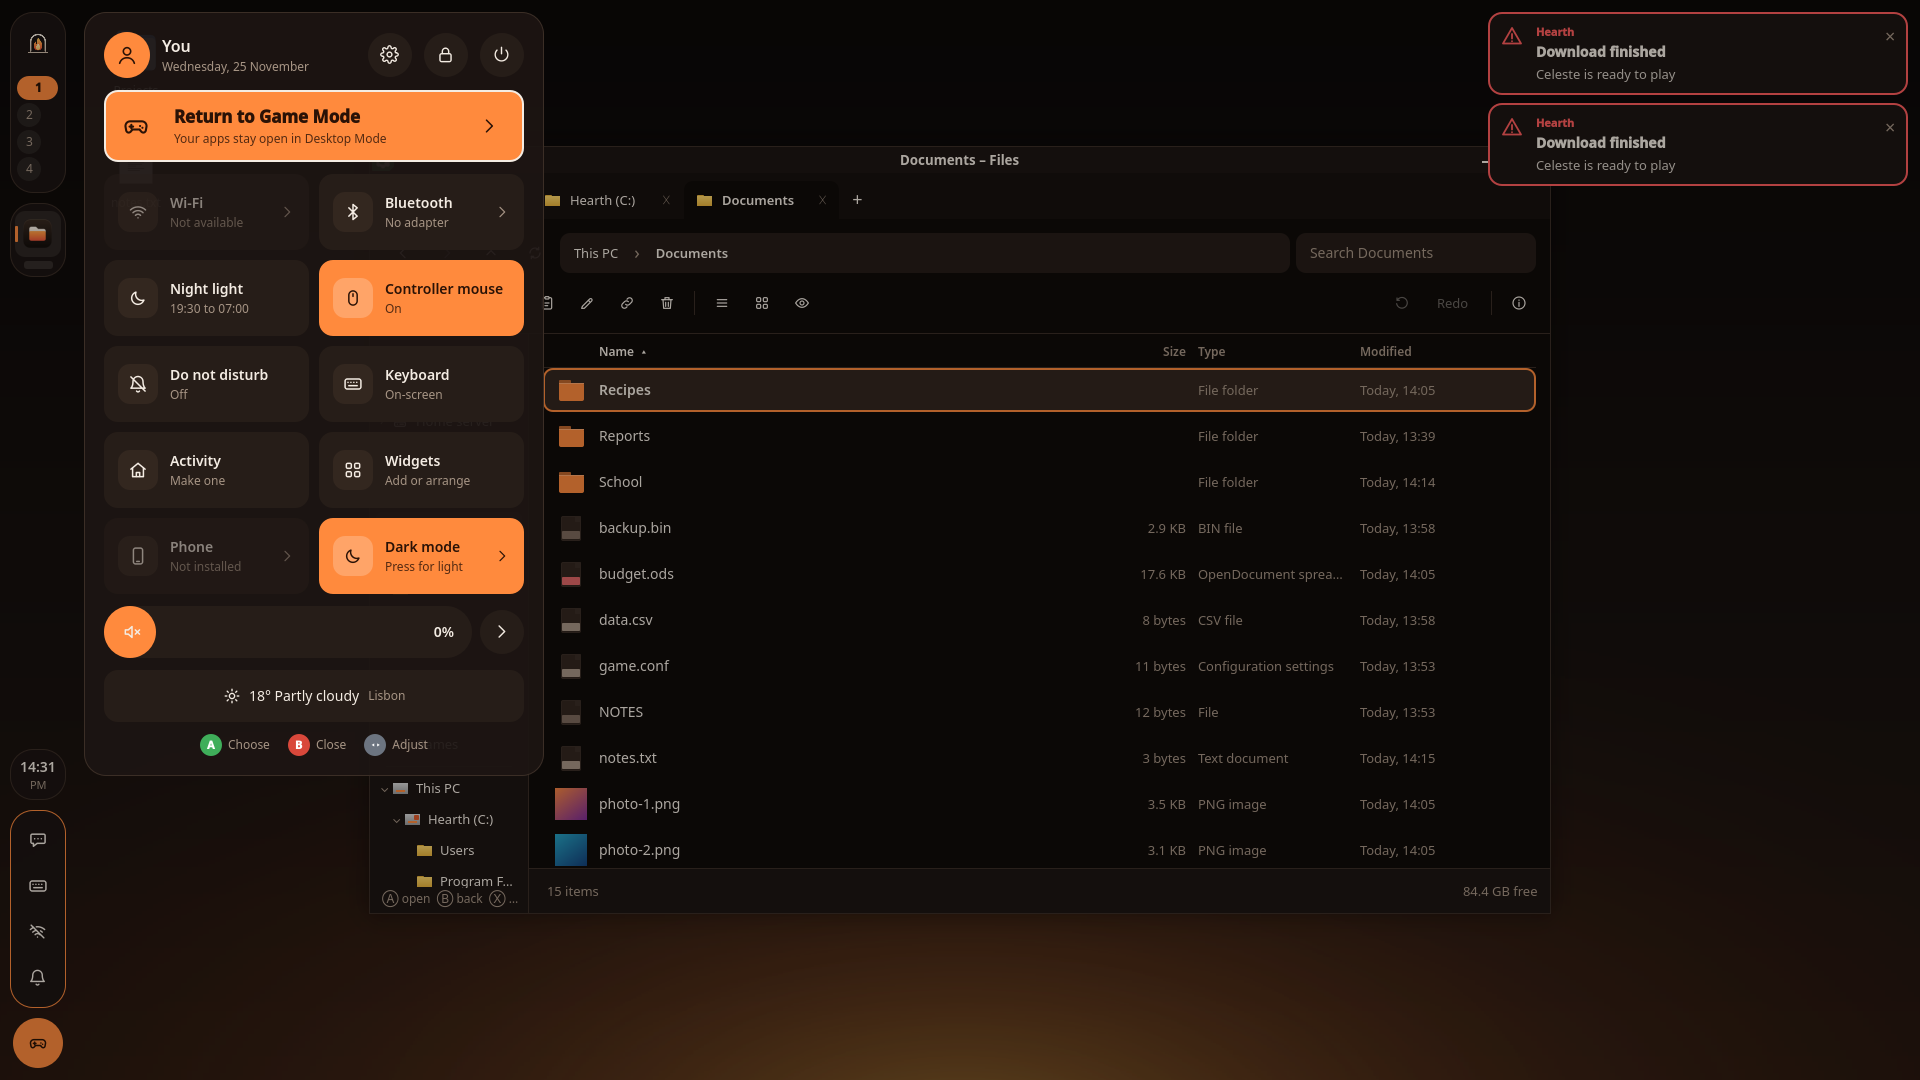 1
2
3
4
14:31
PM
You
Wednesday, 25 November
Return to Game Mode
Your apps stay open in Desktop Mode
Wi-Fi
Not available
Bluetooth
No adapter
Night light
19:30 to 07:00
Controller mouse
On
Do not disturb
Off
Keyboard
On-screen
Activity
Make one
Widgets
Add or arrange
Phone
Not installed
Dark mode
Press for light
0%
18° Partly cloudy Lisbon
A Choose B Close Adjust
Documents – Files
Hearth (C:) X Documents X +
This PC › Documents
Search Documents
Redo
Name Size Type Modified
Recipes File folder Today, 14:05
Reports File folder Today, 13:39
School File folder Today, 14:14
backup.bin 2.9 KB BIN file Today, 13:58
budget.ods 17.6 KB OpenDocument sprea... Today, 14:05
data.csv 8 bytes CSV file Today, 13:58
game.conf 11 bytes Configuration settings Today, 13:53
NOTES 12 bytes File Today, 13:53
notes.txt 3 bytes Text document Today, 14:15
photo-1.png 3.5 KB PNG image Today, 14:05
photo-2.png 3.1 KB PNG image Today, 14:05
This PC
Hearth (C:)
Users
Program F...
A open B back X ...
15 items
84.4 GB free
Hearth
Download finished
Celeste is ready to play
Hearth
Download finished
Celeste is ready to play